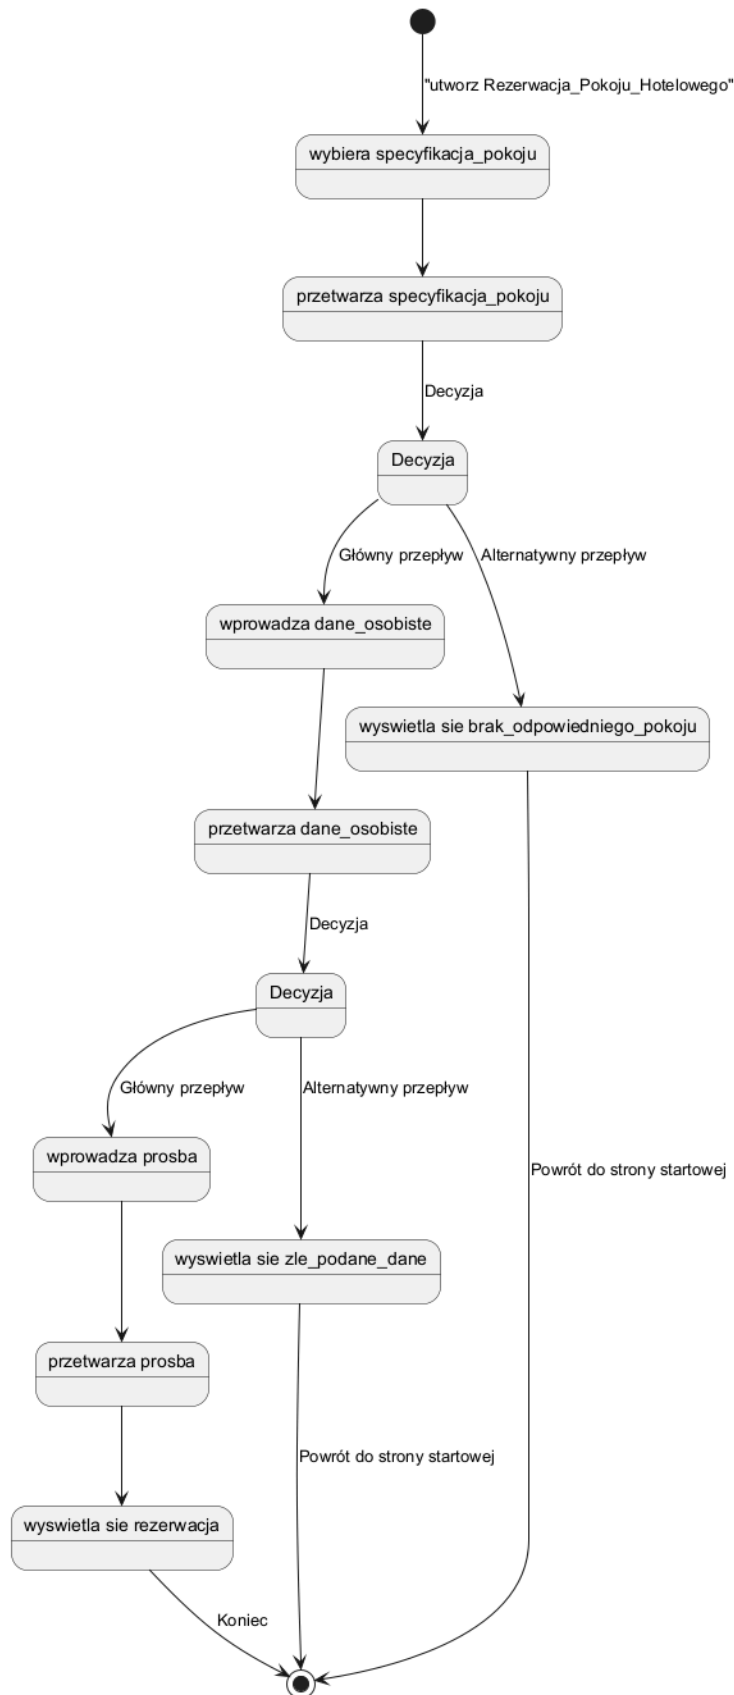 "utworz Rezerwacja_Pokoju_Hotelowego"
wybiera specyfikacja_pokoju
przetwarza specyfikacja_pokoju
Decyzja
Decyzja
Główny przepływ
Alternatywny przepływ
wprowadza dane_osobiste
wyswietla sie brak_odpowiedniego_pokoju
przetwarza dane_osobiste
Decyzja
Decyzja
Główny przepływ
Alternatywny przepływ
wprowadza prosba
Powrót do strony startowej
wyswietla sie zle_podane_dane
przetwarza prosba
Powrót do strony startowej
wyswietla sie rezerwacja
Koniec